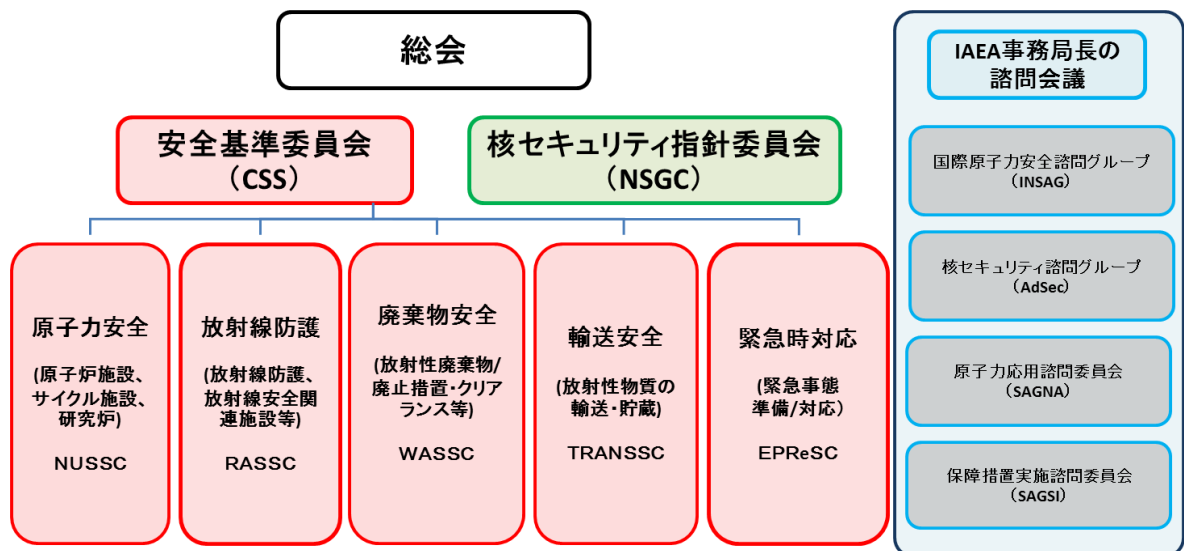 総会
安全基準委員会
（CSS）
核セキュリティ指針委員会
（NSGC）
原子力安全
(原子炉施設、
サイクル施設、
研究炉)
NUSSC
放射線防護
(放射線防護、
放射線安全関
連施設等)
RASSC
廃棄物安全
(放射性廃棄物/
廃止措置・クリア
ランス等)
WASSC
輸送安全
(放射性物質の
輸送・貯蔵)
TRANSSC
緊急時対応
(緊急事態
準備/対応）
EPReSC
IAEA事務局長の
諮問会議
国際原子力安全諮問グループ
（INSAG）
核セキュリティ諮問グループ
（AdSec）
原子力応用諮問委員会
（SAGNA）
保障措置実施諮問委員会
（SAGSI）